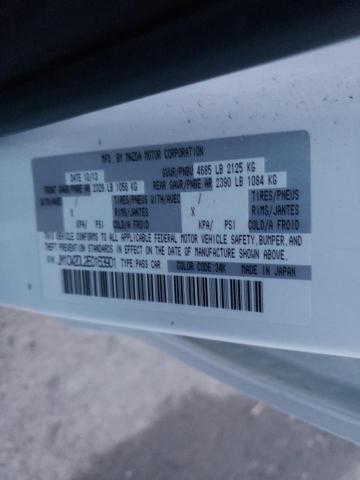 MFG. BY MAZDA MOTOR CORPORATION
DATE 10/13 GVWR/PNBV 4685 LB 2125 KG
FRONT GAWR/PNBE AV 2328 LB 1056 KG REAR GAWR/PNBE AR 2390 LB 1084 KG
WITH/AVEC TIRES/PNEUS WITH/AVEC TIRES/PNEUS
X RIMS/JANTES X RIMS/JANTES
KPA/ PSI COLD/A FROID KPA/ PSI COLD/A FROID
THIS VEHICLE CONFORMS TO ALL APPLICABLE FEDERAL MOTOR VEHICLE SAFETY, BUMPER, AND
THEFT PREVENTION STANDARDS IN EFFECT ON THE DATE OF MANUFACTURE SHOWN ABOVE.
TYPE: PASS CAR COLOR CODE: 34K MADE IN JAPAN